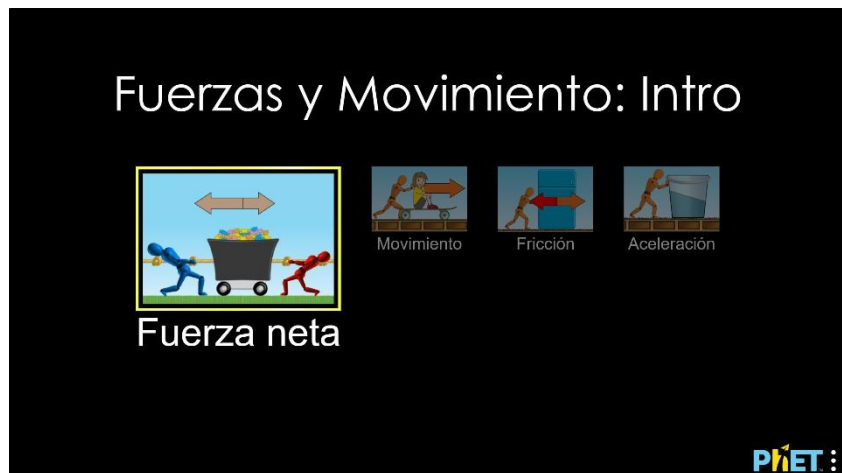 Fuerzas y Movimiento: Intro
Fuerza neta
Movimiento
Fricción
Aceleración
PhET